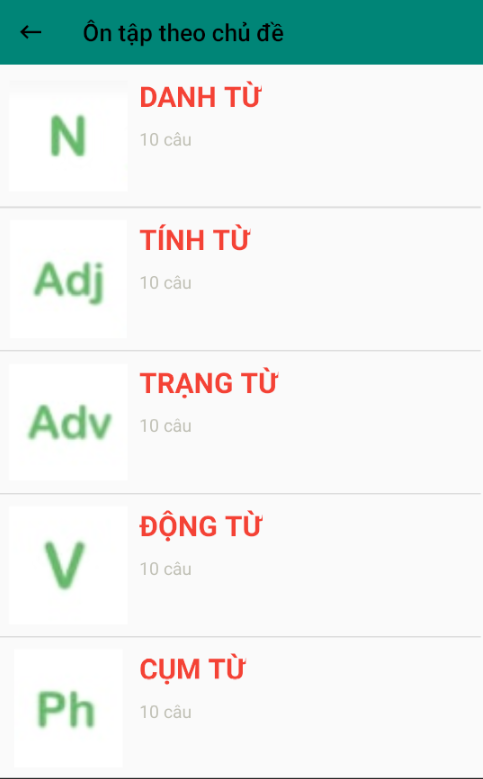 Ôn tập theo chủ đề
N
DANH TỪ
10 câu
Adj
TÍNH TỪ
10 câu
Adv
TRẠNG TỪ
10 câu
V
ĐỘNG TỪ
10 câu
Ph
CỤM TỪ
10 câu